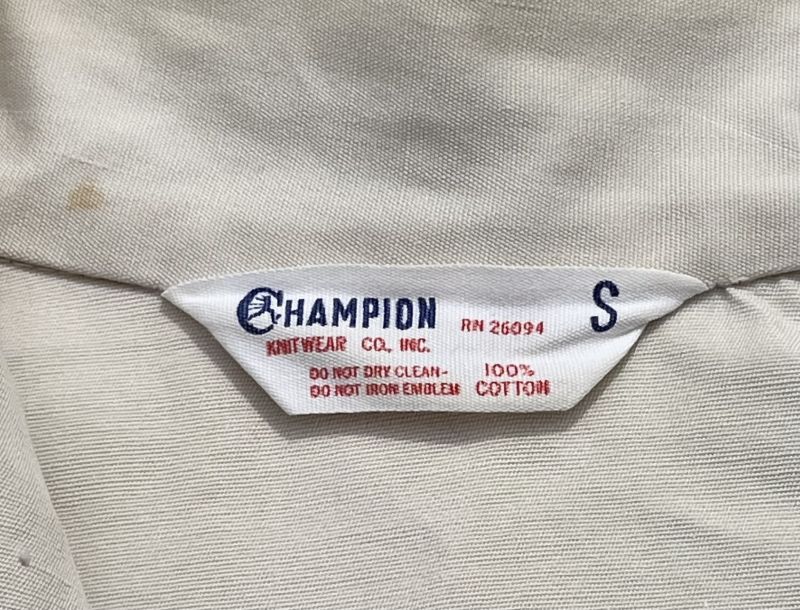 CHAMPION RN 26094 S
KNITWEAR CO., INC.
DO NOT DRY CLEAN- 100%
DO NOT IRON EMBLEM COTTON